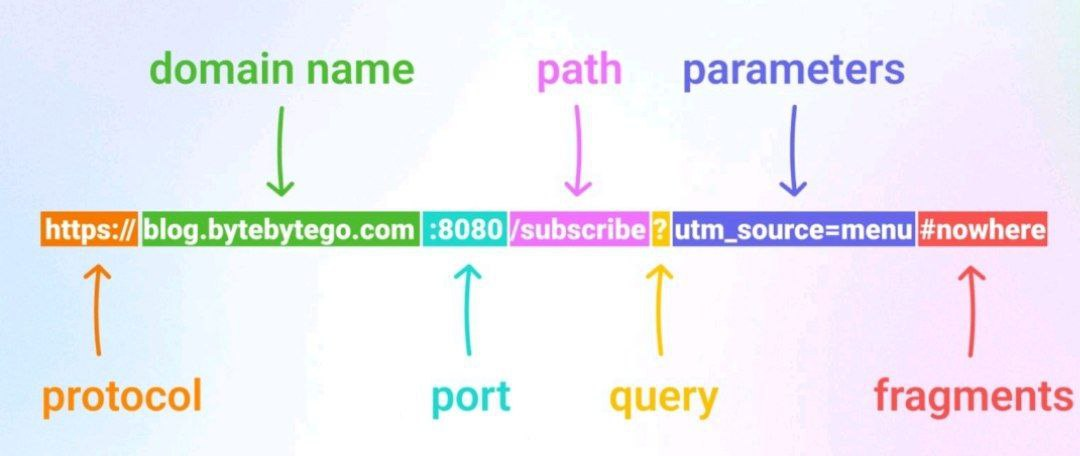 domain name path parameters
https://blog.bytebytego.com :8080/subscribe?utm_source=menu #nowhere
protocol port query fragments